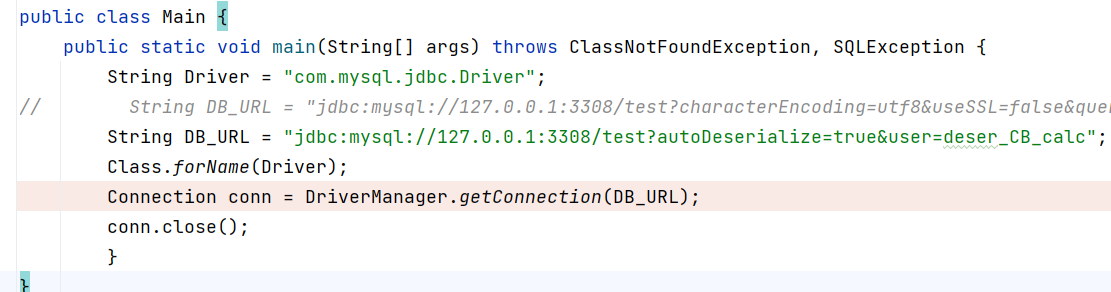 public class Main {
public static void main(String[] args) throws ClassNotFoundException, SQLException {
String Driver = "com.mysql.jdbc.Driver";
// String DB_URL = "jdbc:mysql://127.0.0.1:3308/test?characterEncoding=utf8&useSSL=false&que
String DB_URL = "jdbc:mysql://127.0.0.1:3308/test?autoDeserialize=true&user=deser_CB_calc";
Class.forName(Driver);
Connection conn = DriverManager.getConnection(DB_URL);
conn.close();
}
}